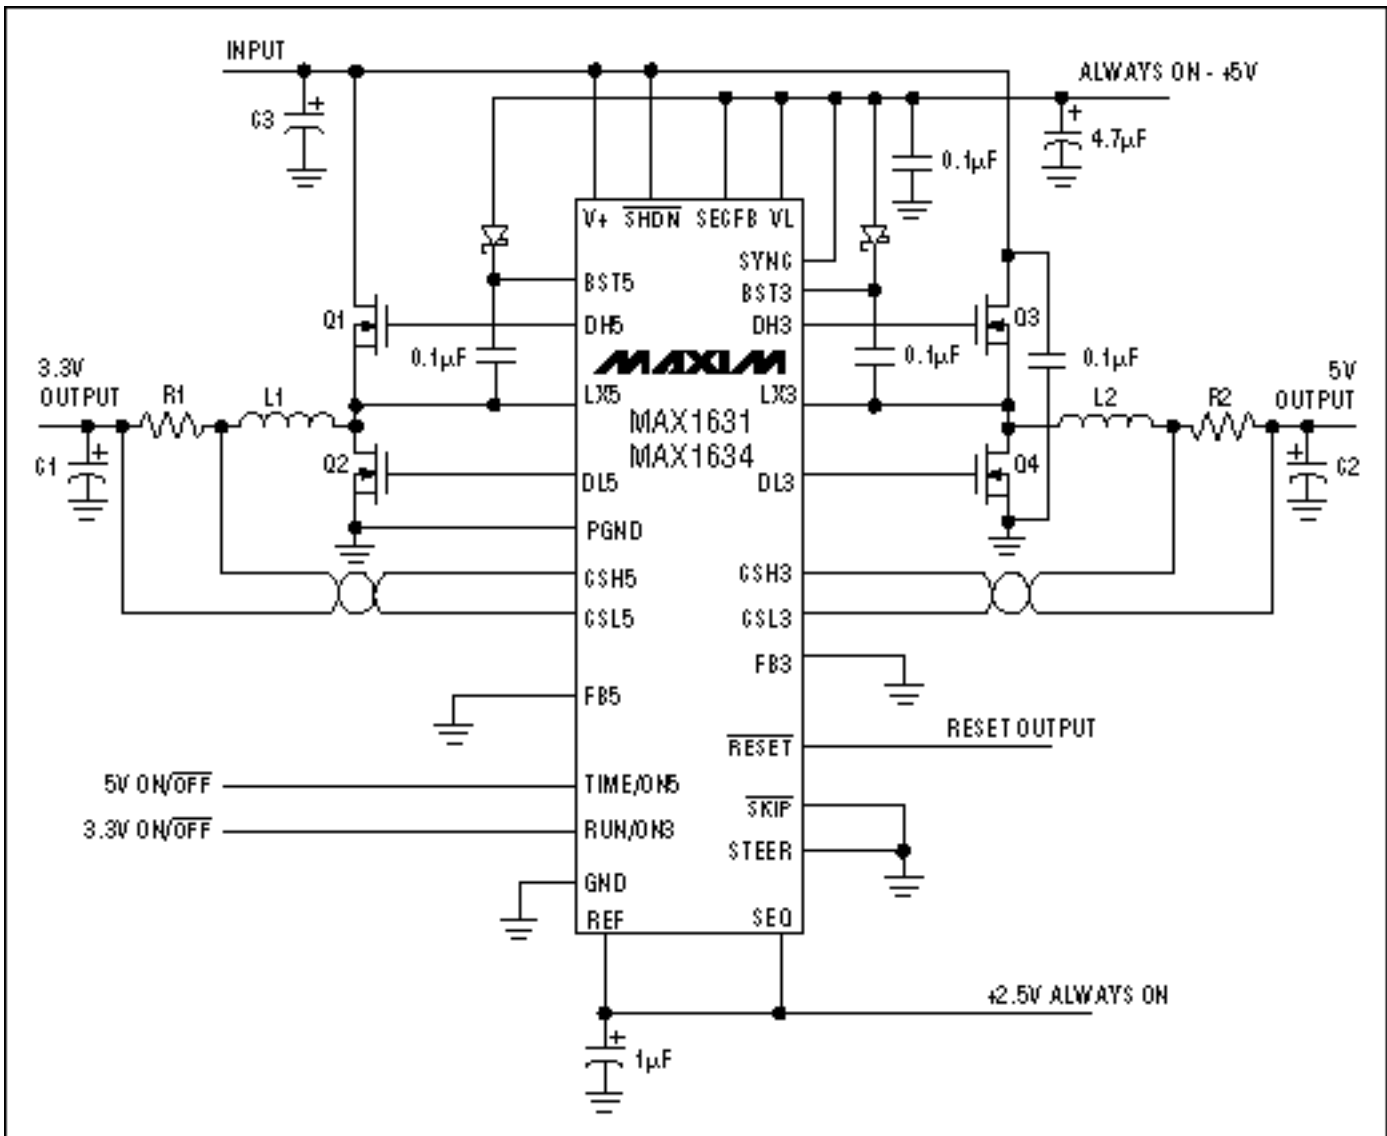 INPUT
ALWAYS ON - +5V
C3
+
+
4.7µF
0.1µF
V+ SHDN SECFB VL
SYNC
BST5
BST3
Q1
DH5
DH3
Q3
0.1µF
MAXIM
0.1µF
0.1µF
3.3V
OUTPUT
R1
L1
LX5
LX3
L2
R2
5V
OUTPUT
MAX1631
MAX1634
C1
+
Q2
DL5
DL3
Q4
+
C2
PGND
CSH5
CSH3
CSL5
CSL3
FB3
FB5
RESET
RESET OUTPUT
5V ON/OFF
TIME/ON5
SKIP
3.3V ON/OFF
RUN/ON3
STEER
GND
REF
SEQ
+2.5V ALWAYS ON
+
1µF